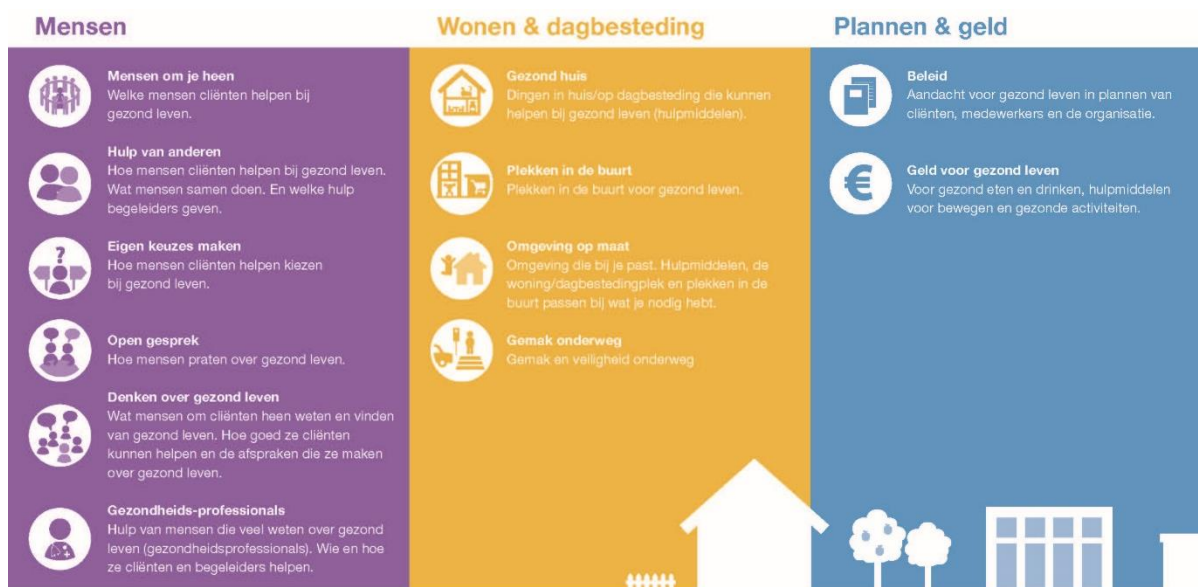 Mensen
Mensen om je heen
Welke mensen cliënten helpen bij
gezond leven.
Hulp van anderen
Hoe mensen cliënten helpen bij gezond leven.
Wat mensen samen doen. En welke hulp
begeleiders geven.
?
Eigen keuzes maken
Hoe mensen cliënten helpen kiezen
bij gezond leven.
Open gesprek
Hoe mensen praten over gezond leven.
Denken over gezond leven
Wat mensen om cliënten heen weten en vinden
van gezond leven. Hoe goed ze cliënten
kunnen helpen en de afspraken die ze maken
over gezond leven.
Gezondheids-professionals
Hulp van mensen die veel weten over gezond
leven (gezondheidsprofessionals). Wie en hoe
ze cliënten en begeleiders helpen.
Wonen & dagbesteding
Gezond huis
Dingen in huis/op dagbesteding die kunnen
helpen bij gezond leven (hulpmiddelen).
Plekken in de buurt
Plekken in de buurt voor gezond leven.
Omgeving op maat
Omgeving die bij je past. Hulpmiddelen, de
woning/dagbestedingplek en plekken in de
buurt passen bij wat je nodig hebt.
Gemak onderweg
Gemak en veiligheid onderweg
Plannen & geld
Beleid
Aandacht voor gezond leven in plannen van
cliënten, medewerkers en de organisatie.
€
Geld voor gezond leven
Voor gezond eten en drinken, hulpmiddelen
voor bewegen en gezonde activiteiten.